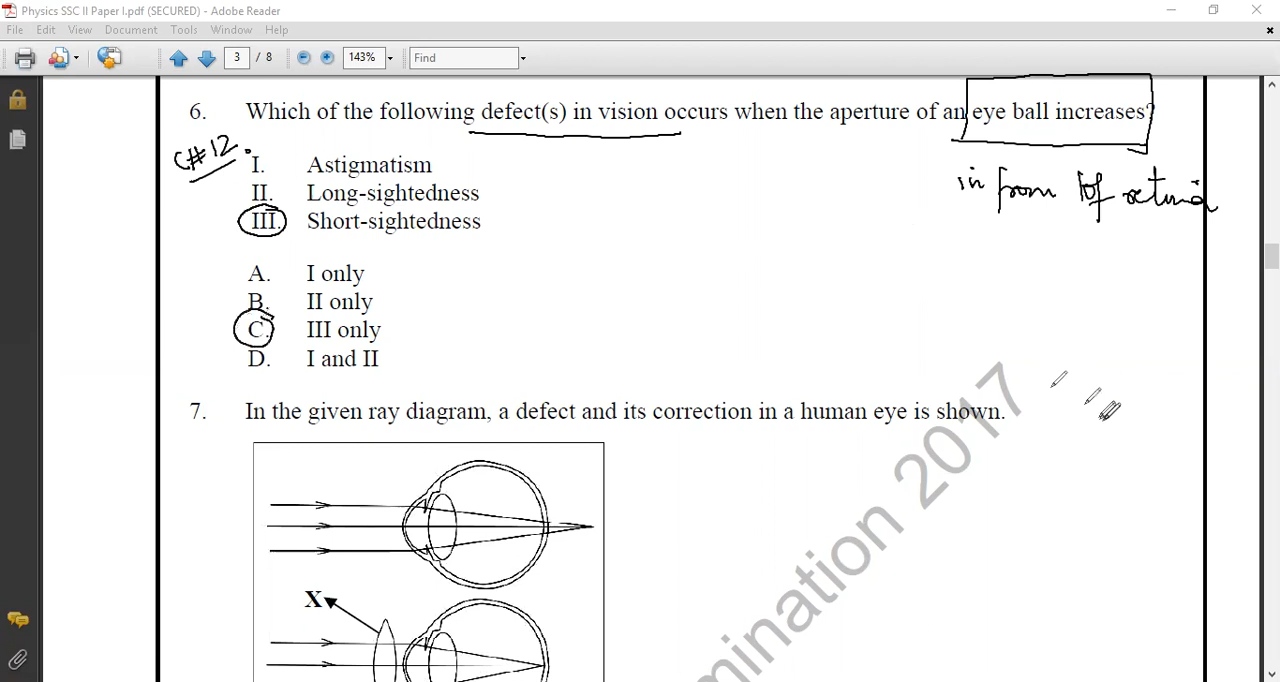 Physics SSC II Paper I.pdf (SECURED) - Adobe Reader
File Edit View Document Tools Window Help
3 / 8 143% Find
6. Which of the following defect(s) in vision occurs when the aperture of an eye ball increases?
C#12
I. Astigmatism
II. Long-sightedness
III. Short-sightedness
in from of retina
A. I only
B. II only
C. III only
D. I and II
7. In the given ray diagram, a defect and its correction in a human eye is shown.
X
mination 2017